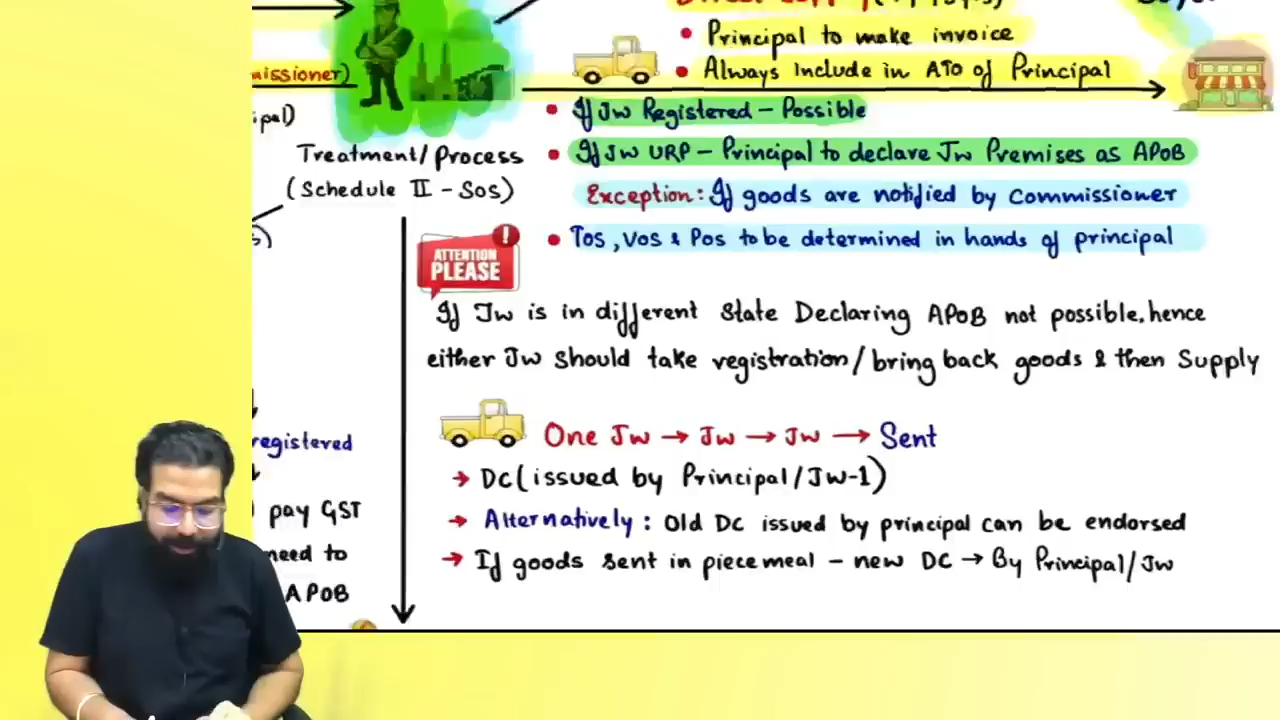 Principal to make invoice
Always include in ATO of Principal
missioner)
ipal)
If JW Registered – Possible
Treatment/Process
(Schedule II - SOS)
If JW URP – Principal to declare JW Premises as APOB
Exception: If goods are notified by Commissioner
TOS, VOS & POS to be determined in hands of principal
ATTENTION
PLEASE
If JW is in different State Declaring APOB not possible, hence
either JW should take registration/bring back goods & then Supply
One JW → JW → JW → Sent
→ DC (issued by Principal/JW-1)
→ Alternatively: Old DC issued by principal can be endorsed
→ If goods sent in piecemeal – new DC → By Principal/JW
registered
pay GST
need to
APOB